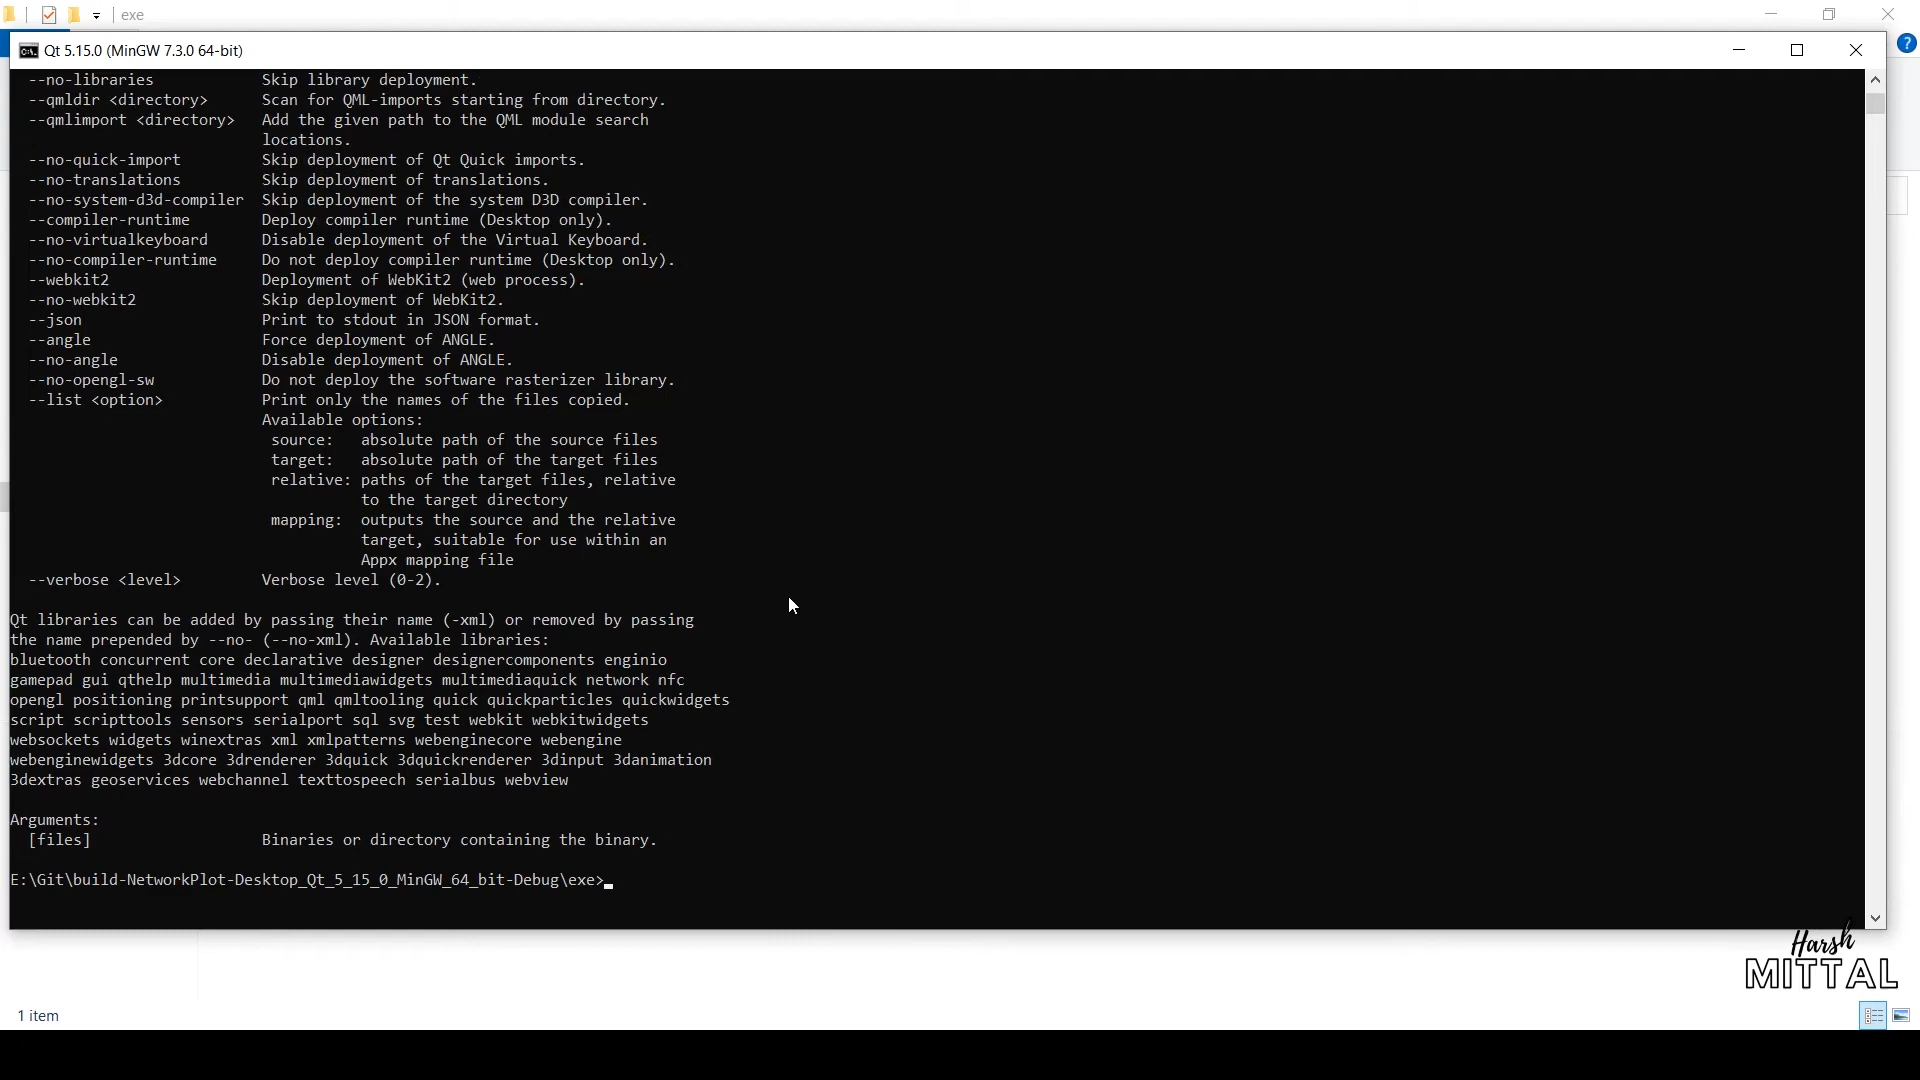 exe
Qt 5.15.0 (MinGW 7.3.0 64-bit)
--no-libraries Skip library deployment.
--qmldir <directory> Scan for QML-imports starting from directory.
--qmlimport <directory> Add the given path to the QML module search
locations.
--no-quick-import Skip deployment of Qt Quick imports.
--no-translations Skip deployment of translations.
--no-system-d3d-compiler Skip deployment of the system D3D compiler.
--compiler-runtime Deploy compiler runtime (Desktop only).
--no-virtualkeyboard Disable deployment of the Virtual Keyboard.
--no-compiler-runtime Do not deploy compiler runtime (Desktop only).
--webkit2 Deployment of WebKit2 (web process).
--no-webkit2 Skip deployment of WebKit2.
--json Print to stdout in JSON format.
--angle Force deployment of ANGLE.
--no-angle Disable deployment of ANGLE.
--no-opengl-sw Do not deploy the software rasterizer library.
--list <option> Print only the names of the files copied.
Available options:
source: absolute path of the source files
target: absolute path of the target files
relative: paths of the target files, relative
to the target directory
mapping: outputs the source and the relative
target, suitable for use within an
Appx mapping file
--verbose <level> Verbose level (0-2).
Qt libraries can be added by passing their name (-xml) or removed by passing
the name prepended by --no- (--no-xml). Available libraries:
bluetooth concurrent core declarative designer designercomponents enginio
gamepad gui qthelp multimedia multimediawidgets multimediaquick network nfc
opengl positioning printsupport qml qmltooling quick quickparticles quickwidgets
script scripttools sensors serialport sql svg test webkit webkitwidgets
websockets widgets winextras xml xmlpatterns webenginecore webengine
webenginewidgets 3dcore 3drenderer 3dquick 3dquickrenderer 3dinput 3danimation
3dextras geoservices webchannel texttospeech serialbus webview
Arguments:
[files] Binaries or directory containing the binary.
E:\Git\build-NetworkPlot-Desktop_Qt_5_15_0_MinGW_64_bit-Debug\exe>
Harsh
MITTAL
1 item